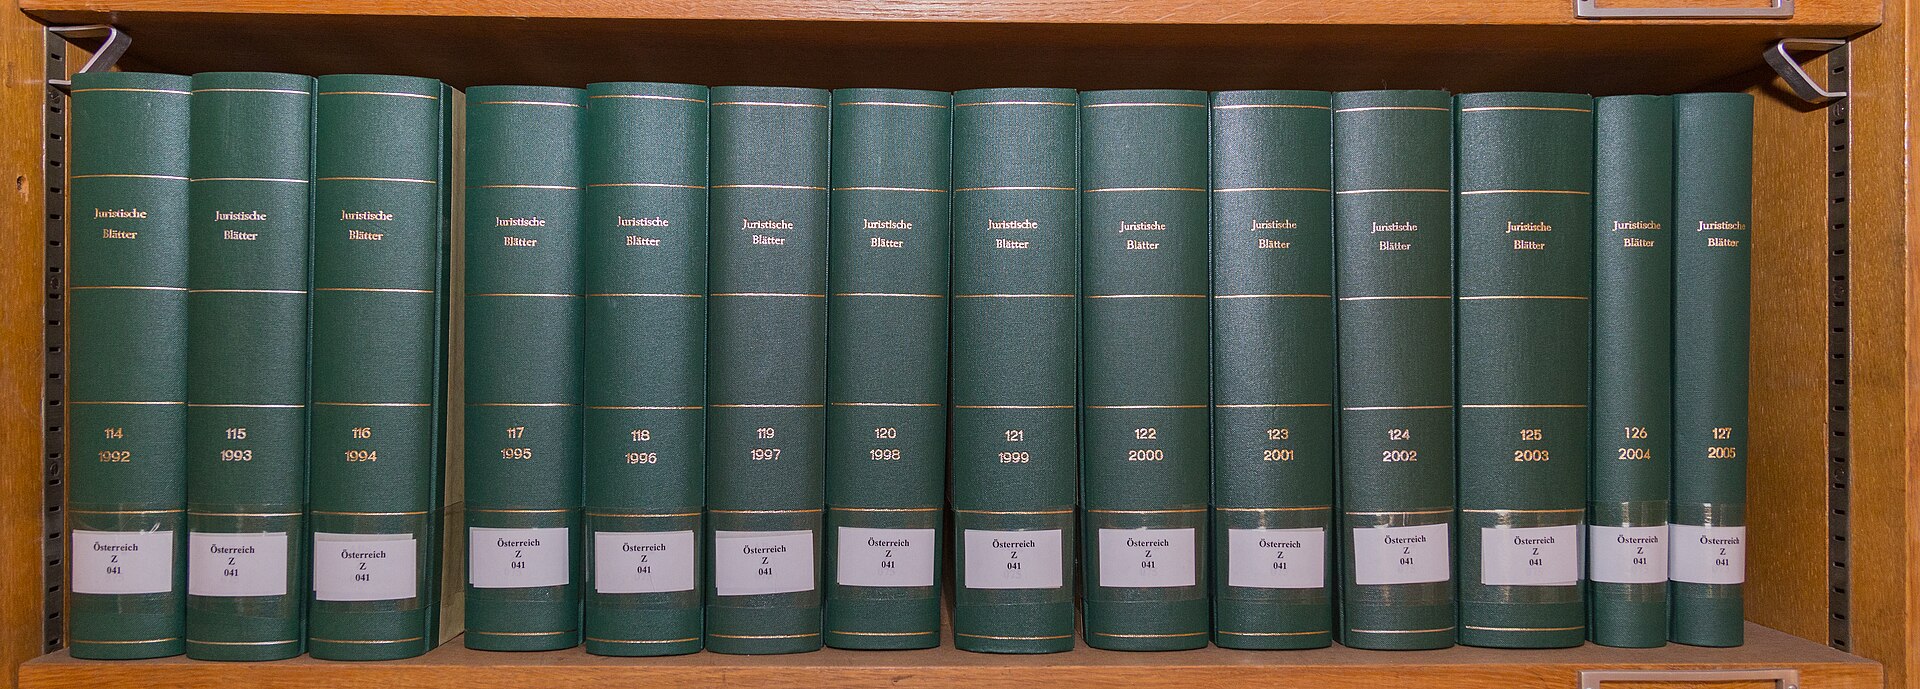 Juristische
Blätter
114
1992
Österreich
Z
041
Juristische
Blätter
115
1993
Österreich
Z
041
Juristische
Blätter
116
1994
Österreich
Z
041
Juristische
Blätter
117
1995
Österreich
Z
041
Juristische
Blätter
118
1996
Österreich
Z
041
Juristische
Blätter
119
1997
Österreich
Z
041
Juristische
Blätter
120
1998
Österreich
Z
041
Juristische
Blätter
121
1999
Österreich
Z
041
Juristische
Blätter
122
2000
Österreich
Z
041
Juristische
Blätter
123
2001
Österreich
Z
041
Juristische
Blätter
124
2002
Österreich
Z
041
Juristische
Blätter
125
2003
Österreich
Z
041
Juristische
Blätter
126
2004
Österreich
Z
041
Juristische
Blätter
127
2005
Österreich
Z
041